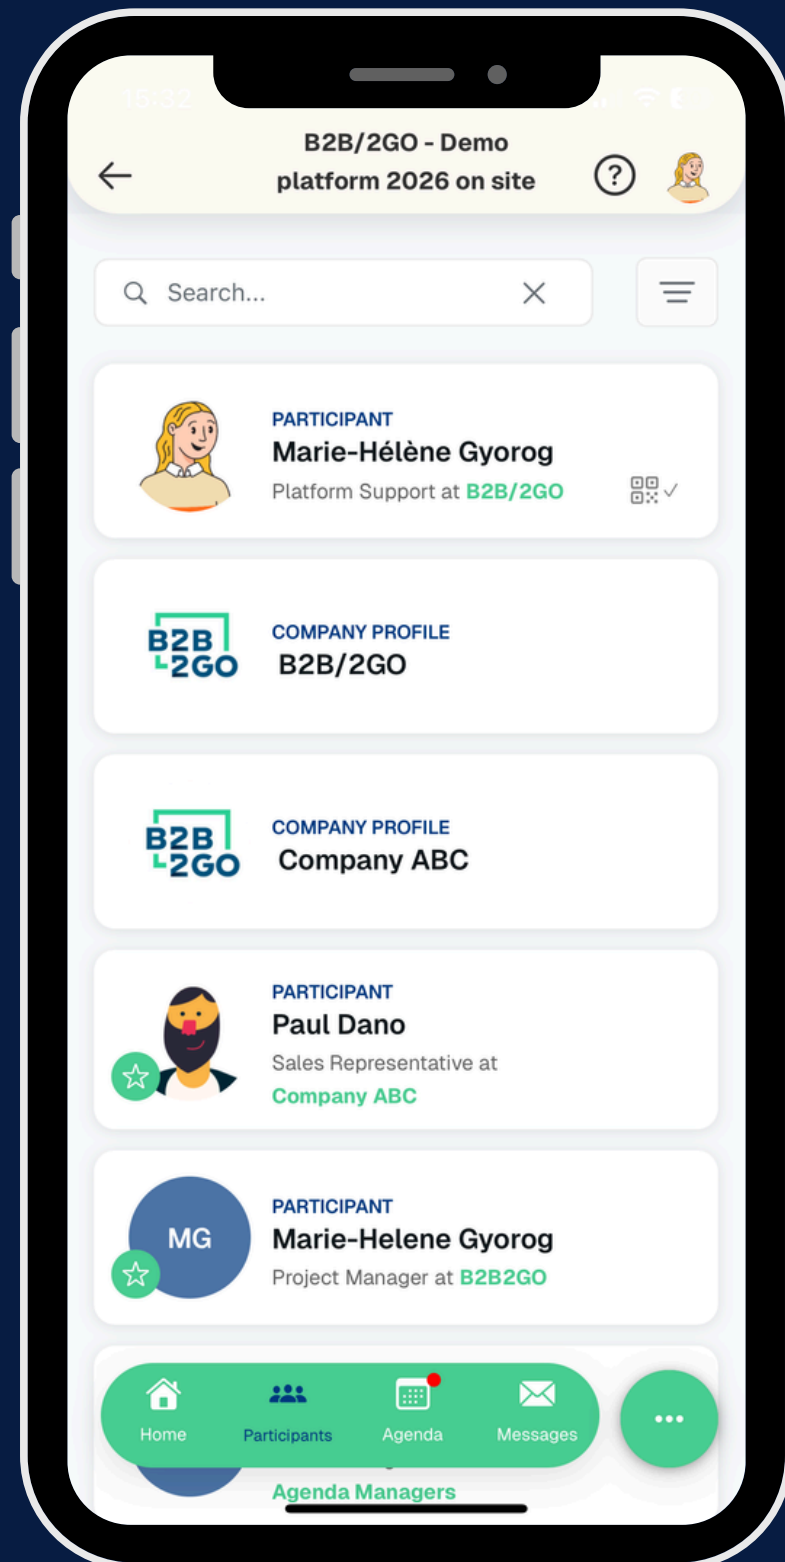 15:32
B2B/2GO - Demo
platform 2026 on site
?
Search...
PARTICIPANT
Marie-Hélène Gyorog
Platform Support at B2B/2GO
B2B
2GO
COMPANY PROFILE
B2B/2GO
B2B
2GO
COMPANY PROFILE
Company ABC
PARTICIPANT
Paul Dano
Sales Representative at
Company ABC
MG
PARTICIPANT
Marie-Helene Gyorog
Project Manager at B2B2GO
Home
Participants
Agenda
Messages
Agenda Managers